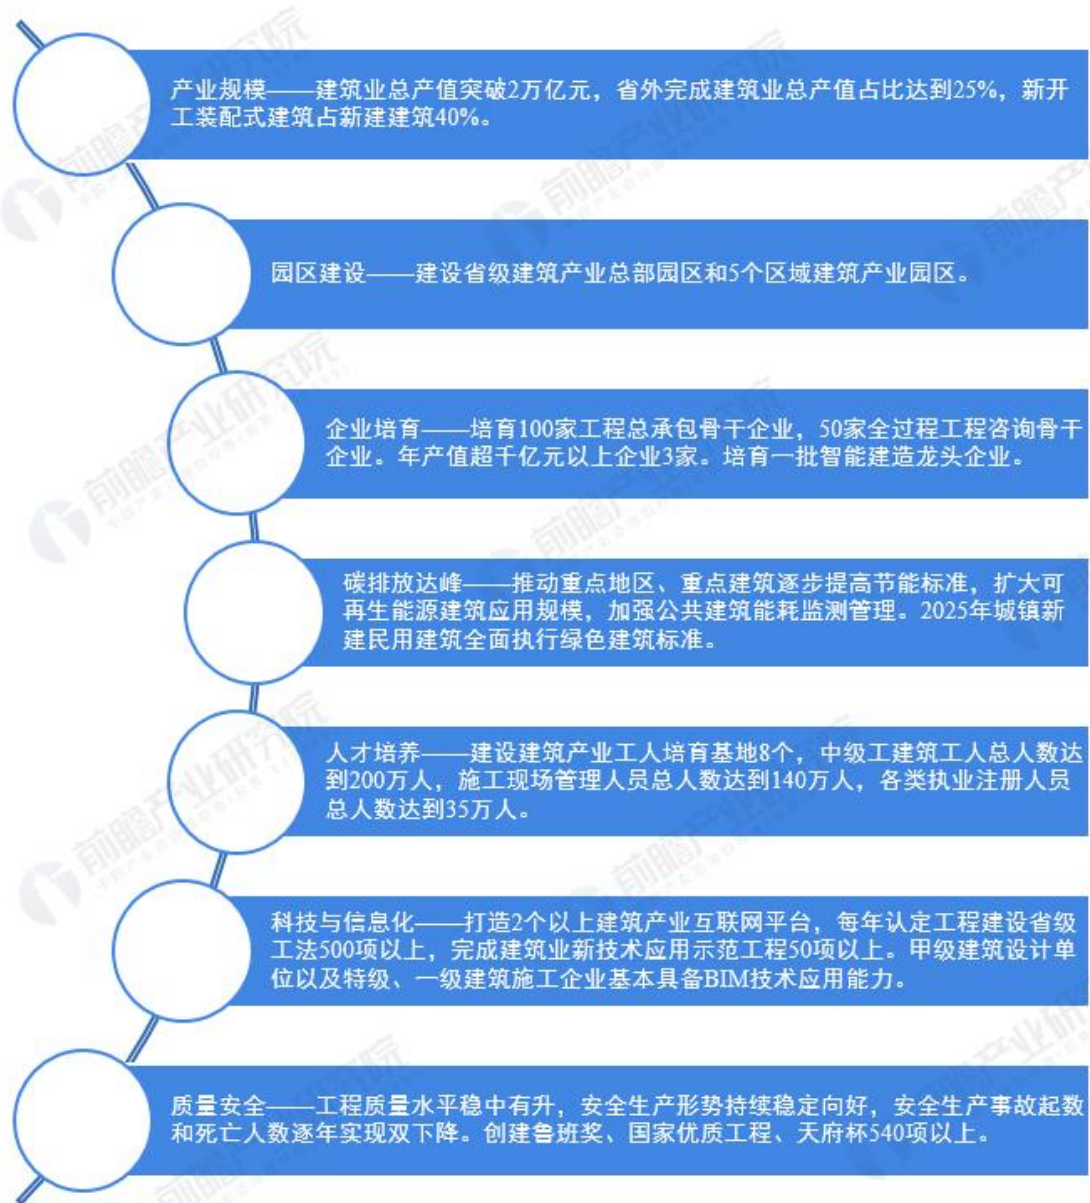 产业规模——建筑业总产值突破2万亿元，省外完成建筑业总产值占比达到25%，新开
工装配式建筑占新建建筑40%。
园区建设——建设省级建筑产业总部园区和5个区域建筑产业园区。
企业培育——培育100家工程总承包骨干企业，50家全过程工程咨询骨干
企业。年产值超千亿元以上企业3家。培育一批智能建造龙头企业。
碳排放达峰——推动重点地区、重点建筑逐步提高节能标准，扩大可
再生能源建筑应用规模，加强公共建筑能耗监测管理。2025年城镇新
建民用建筑全面执行绿色建筑标准。
人才培养——建设建筑产业工人培育基地8个，中级工建筑工人总人数达
到200万人，施工现场管理人员总人数达到140万人，各类执业注册人员
总人数达到35万人。
科技与信息化——打造2个以上建筑产业互联网平台，每年认定工程建设省级
工法500项以上，完成建筑业新技术应用示范工程50项以上。甲级建筑设计单
位以及特级、一级建筑施工企业基本具备BIM技术应用能力。
质量安全——工程质量水平稳中有升，安全生产形势持续稳定向好，安全生产事故起数
和死亡人数逐年实现双下降。创建鲁班奖、国家优质工程、天府杯540项以上。
前瞻产业研究院